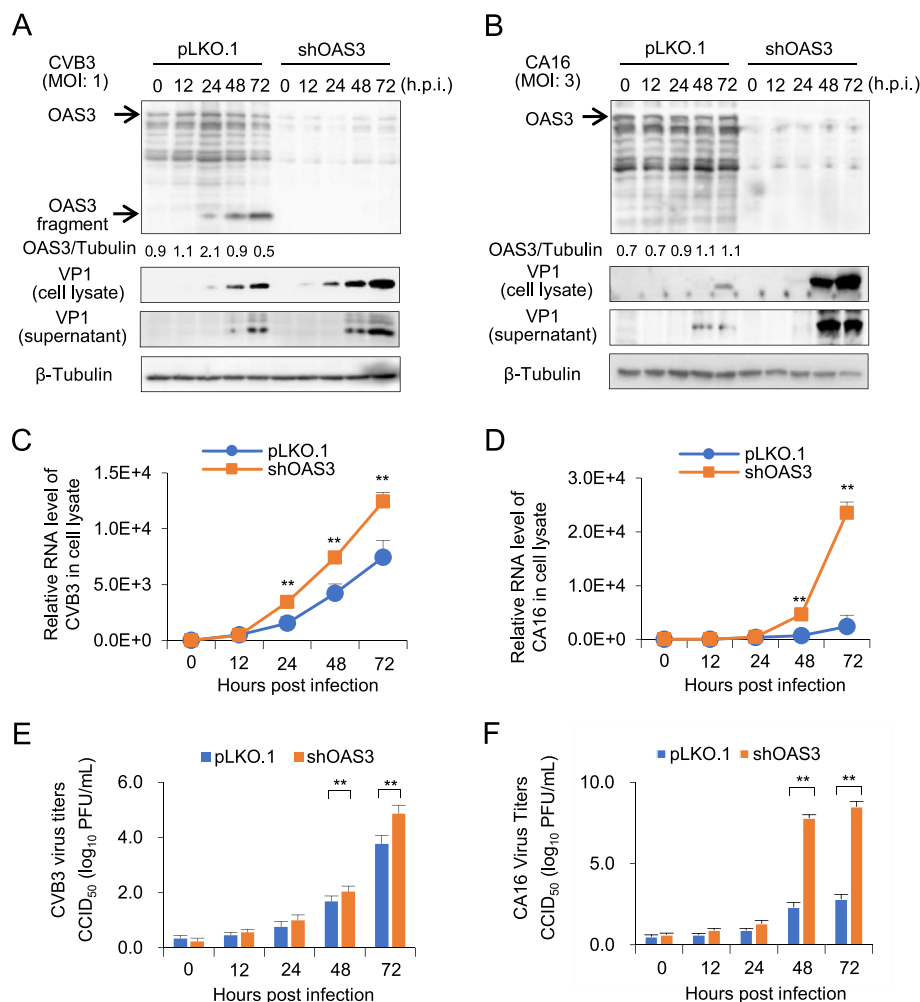 A
pLKO.1 shOAS3
CVB3
(MOI: 1)
0 12 24 48 72 0 12 24 48 72 (h.p.i.)
OAS3
OAS3
fragment
OAS3/Tubulin 0.9 1.1 2.1 0.9 0.5
VP1
(cell lysate)
VP1
(supernatant)
β-Tubulin
B
pLKO.1 shOAS3
CA16
(MOI: 3)
0 12 24 48 72 0 12 24 48 72 (h.p.i.)
OAS3
OAS3/Tubulin
0.7 0.7 0.9 1.1 1.1
VP1
(cell lysate)
VP1
(supernatant)
β-Tubulin
C
pLKO.1
shOAS3
Relative RNA level of
CVB3 in cell lysate
1.5E+4
1.0E+4
5.0E+3
0.0E+0
** ** **
0 12 24 48 72
Hours post infection
D
pLKO.1
shOAS3
Relative RNA level of
CA16 in cell lysate
3.0E+4
2.0E+4
1.0E+4
0.0E+0
** **
0 12 24 48 72
Hours post infection
E
pLKO.1 shOAS3
CVB3 virus titers
CCID50 (log10 PFU/mL)
6.0
4.0
2.0
0.0
** **
0 12 24 48 72
Hours post infection
F
pLKO.1 shOAS3
CA16 Virus Titers
CCID50 (log10 PFU/mL)
10.0
5.0
0.0
** **
0 12 24 48 72
Hours post infection